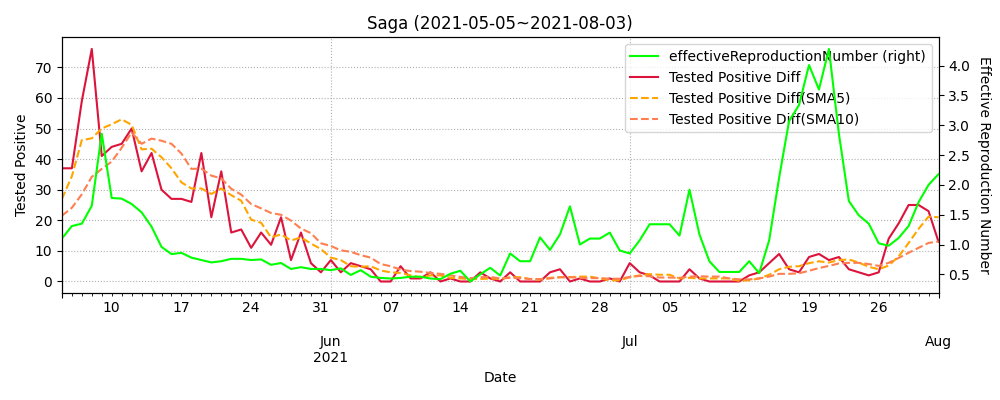 Saga (2021-05-05~2021-08-03)
effectiveReproductionNumber (right)
Tested Positive Diff
Tested Positive Diff(SMA5)
Tested Positive Diff(SMA10)
Tested Positive
70
60
50
40
30
20
10
0
4.0
3.5
3.0
2.5
2.0
1.5
1.0
0.5
Effective Reproduction Number
10 17 24 31 07 14 21 28 05 12 19 26
Jun Jul Aug
2021
Date